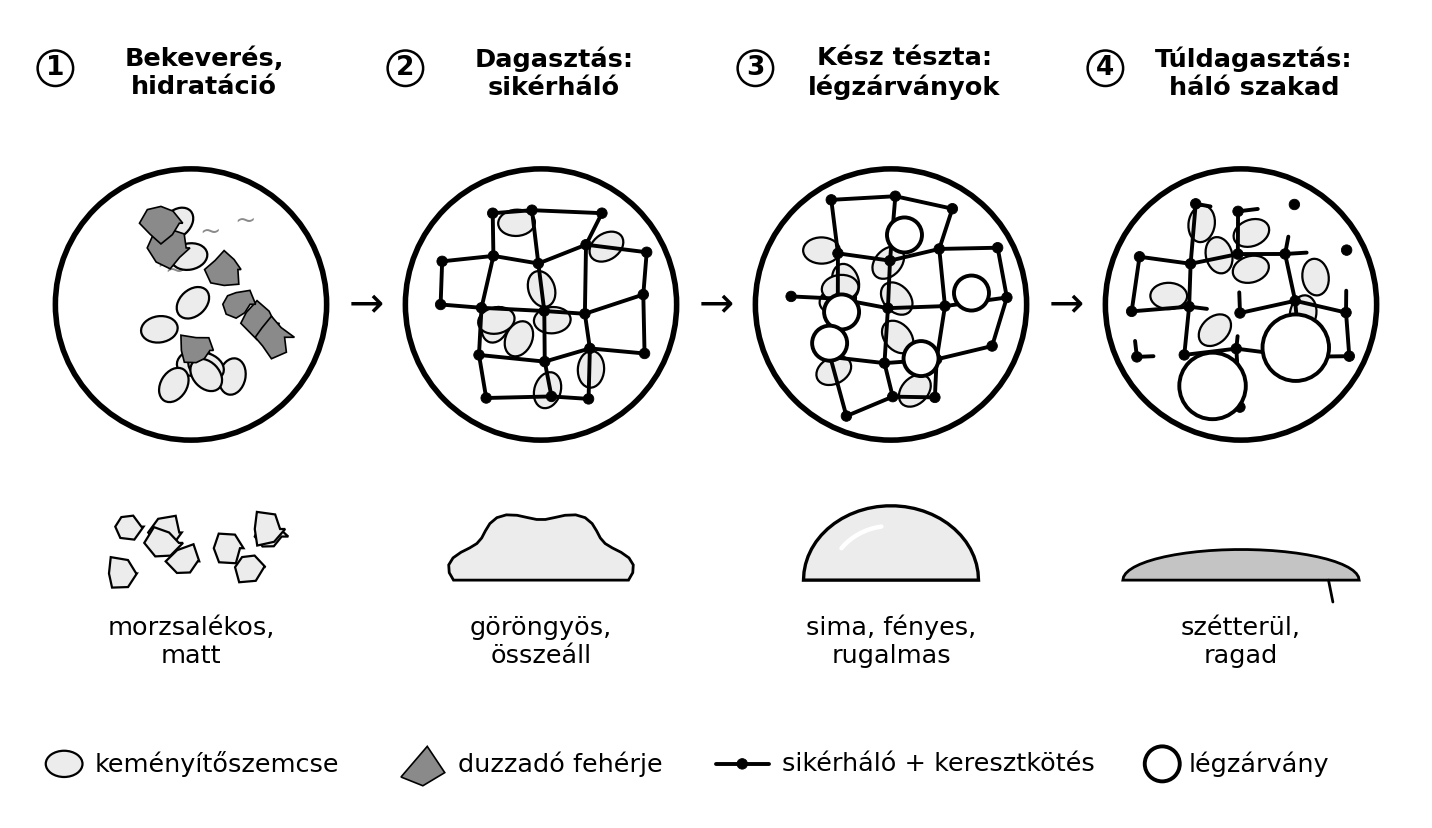 1 Bekeverés,
hidratáció
2 Dagasztás:
sikérháló
3 Kész tészta:
légzárványok
4 Túldagasztás:
háló szakad
→ → →
~ ~ ~
morzsalékos,
matt
göröngyös,
összeáll
sima, fényes,
rugalmas
szétterül,
ragad
keményítőszemcse
duzzadó fehérje
sikérháló + keresztkötés
légzárvány